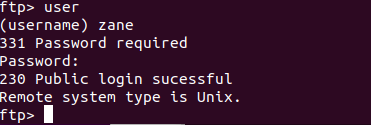 ftp> user
(username) zane
331 Password required
Password:
230 Public login sucessful
Remote system type is Unix.
ftp>